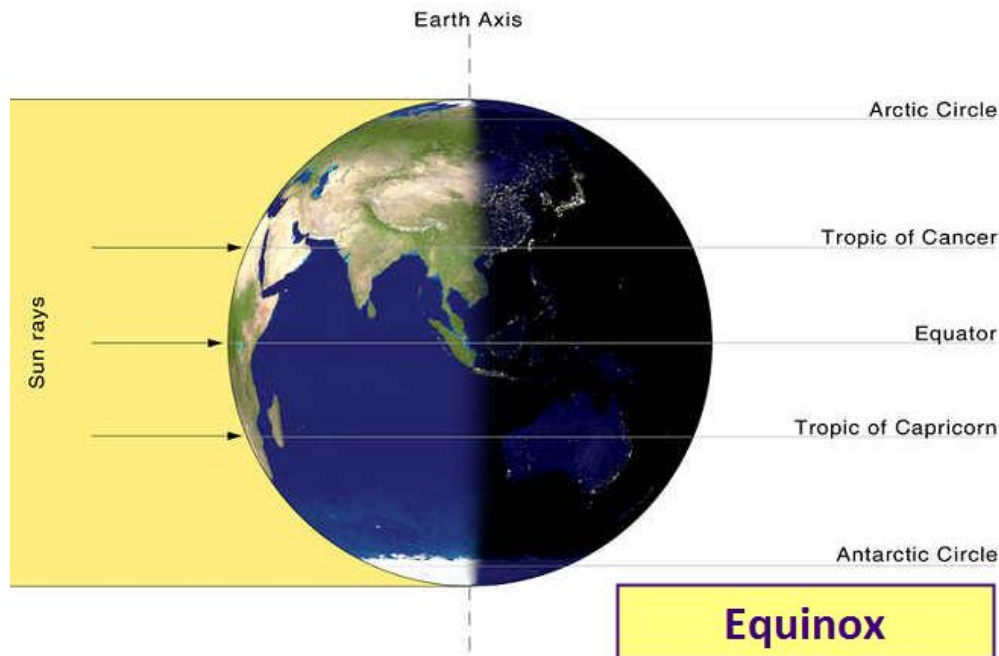 Earth Axis
Arctic Circle
Tropic of Cancer
Sun rays
Equator
Tropic of Capricorn
Antarctic Circle
Equinox